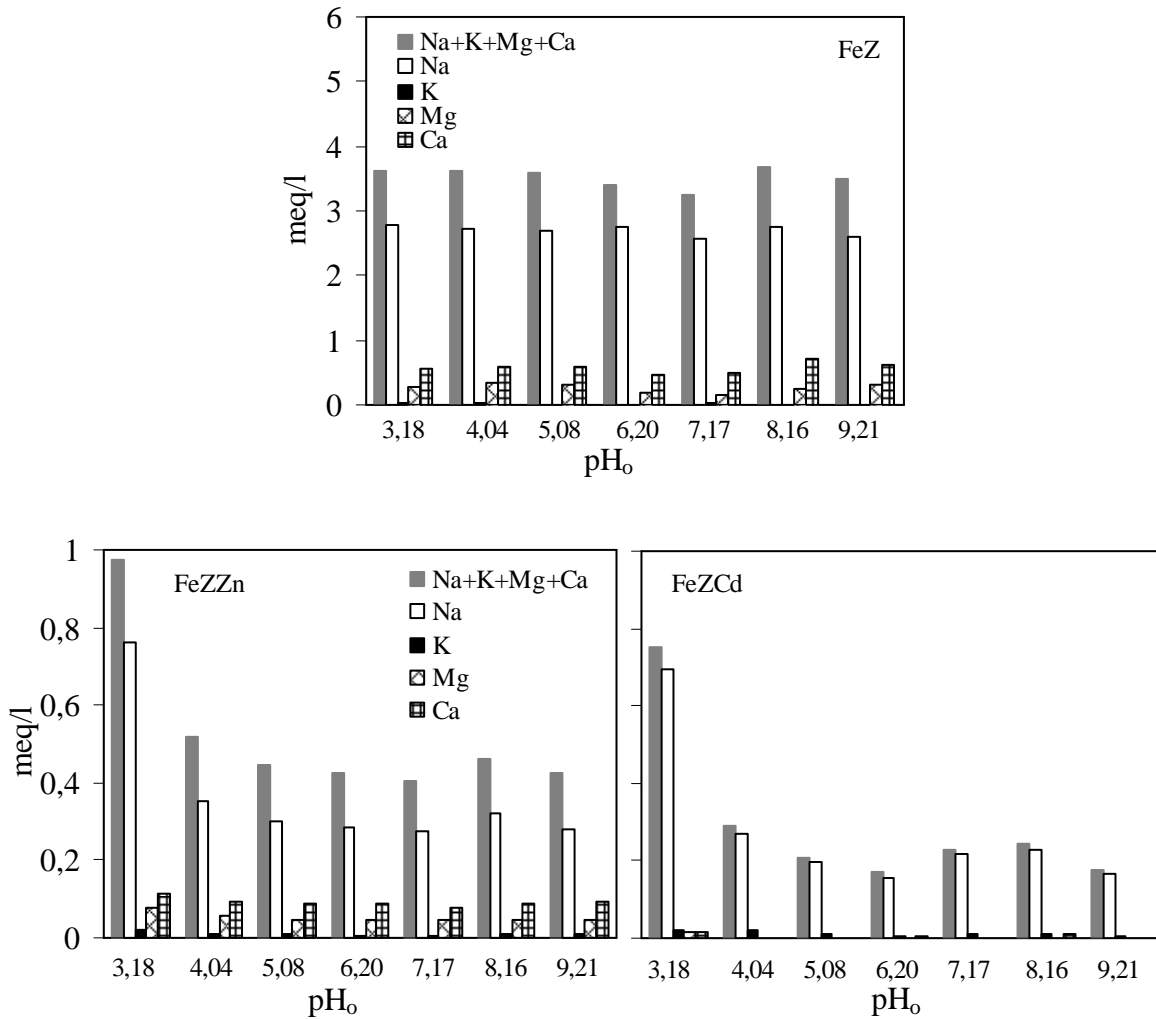 6
5
4
3
2
1
0
meq/l
Na+K+Mg+Ca
Na
K
Mg
Ca
FeZ
3,18 4,04 5,08 6,20 7,17 8,16 9,21
pHo
1
0,8
0,6
0,4
0,2
0
meq/l
FeZZn
Na+K+Mg+Ca
Na
K
Mg
Ca
3,18 4,04 5,08 6,20 7,17 8,16 9,21
pHo
FeZCd
3,18 4,04 5,08 6,20 7,17 8,16 9,21
pHo